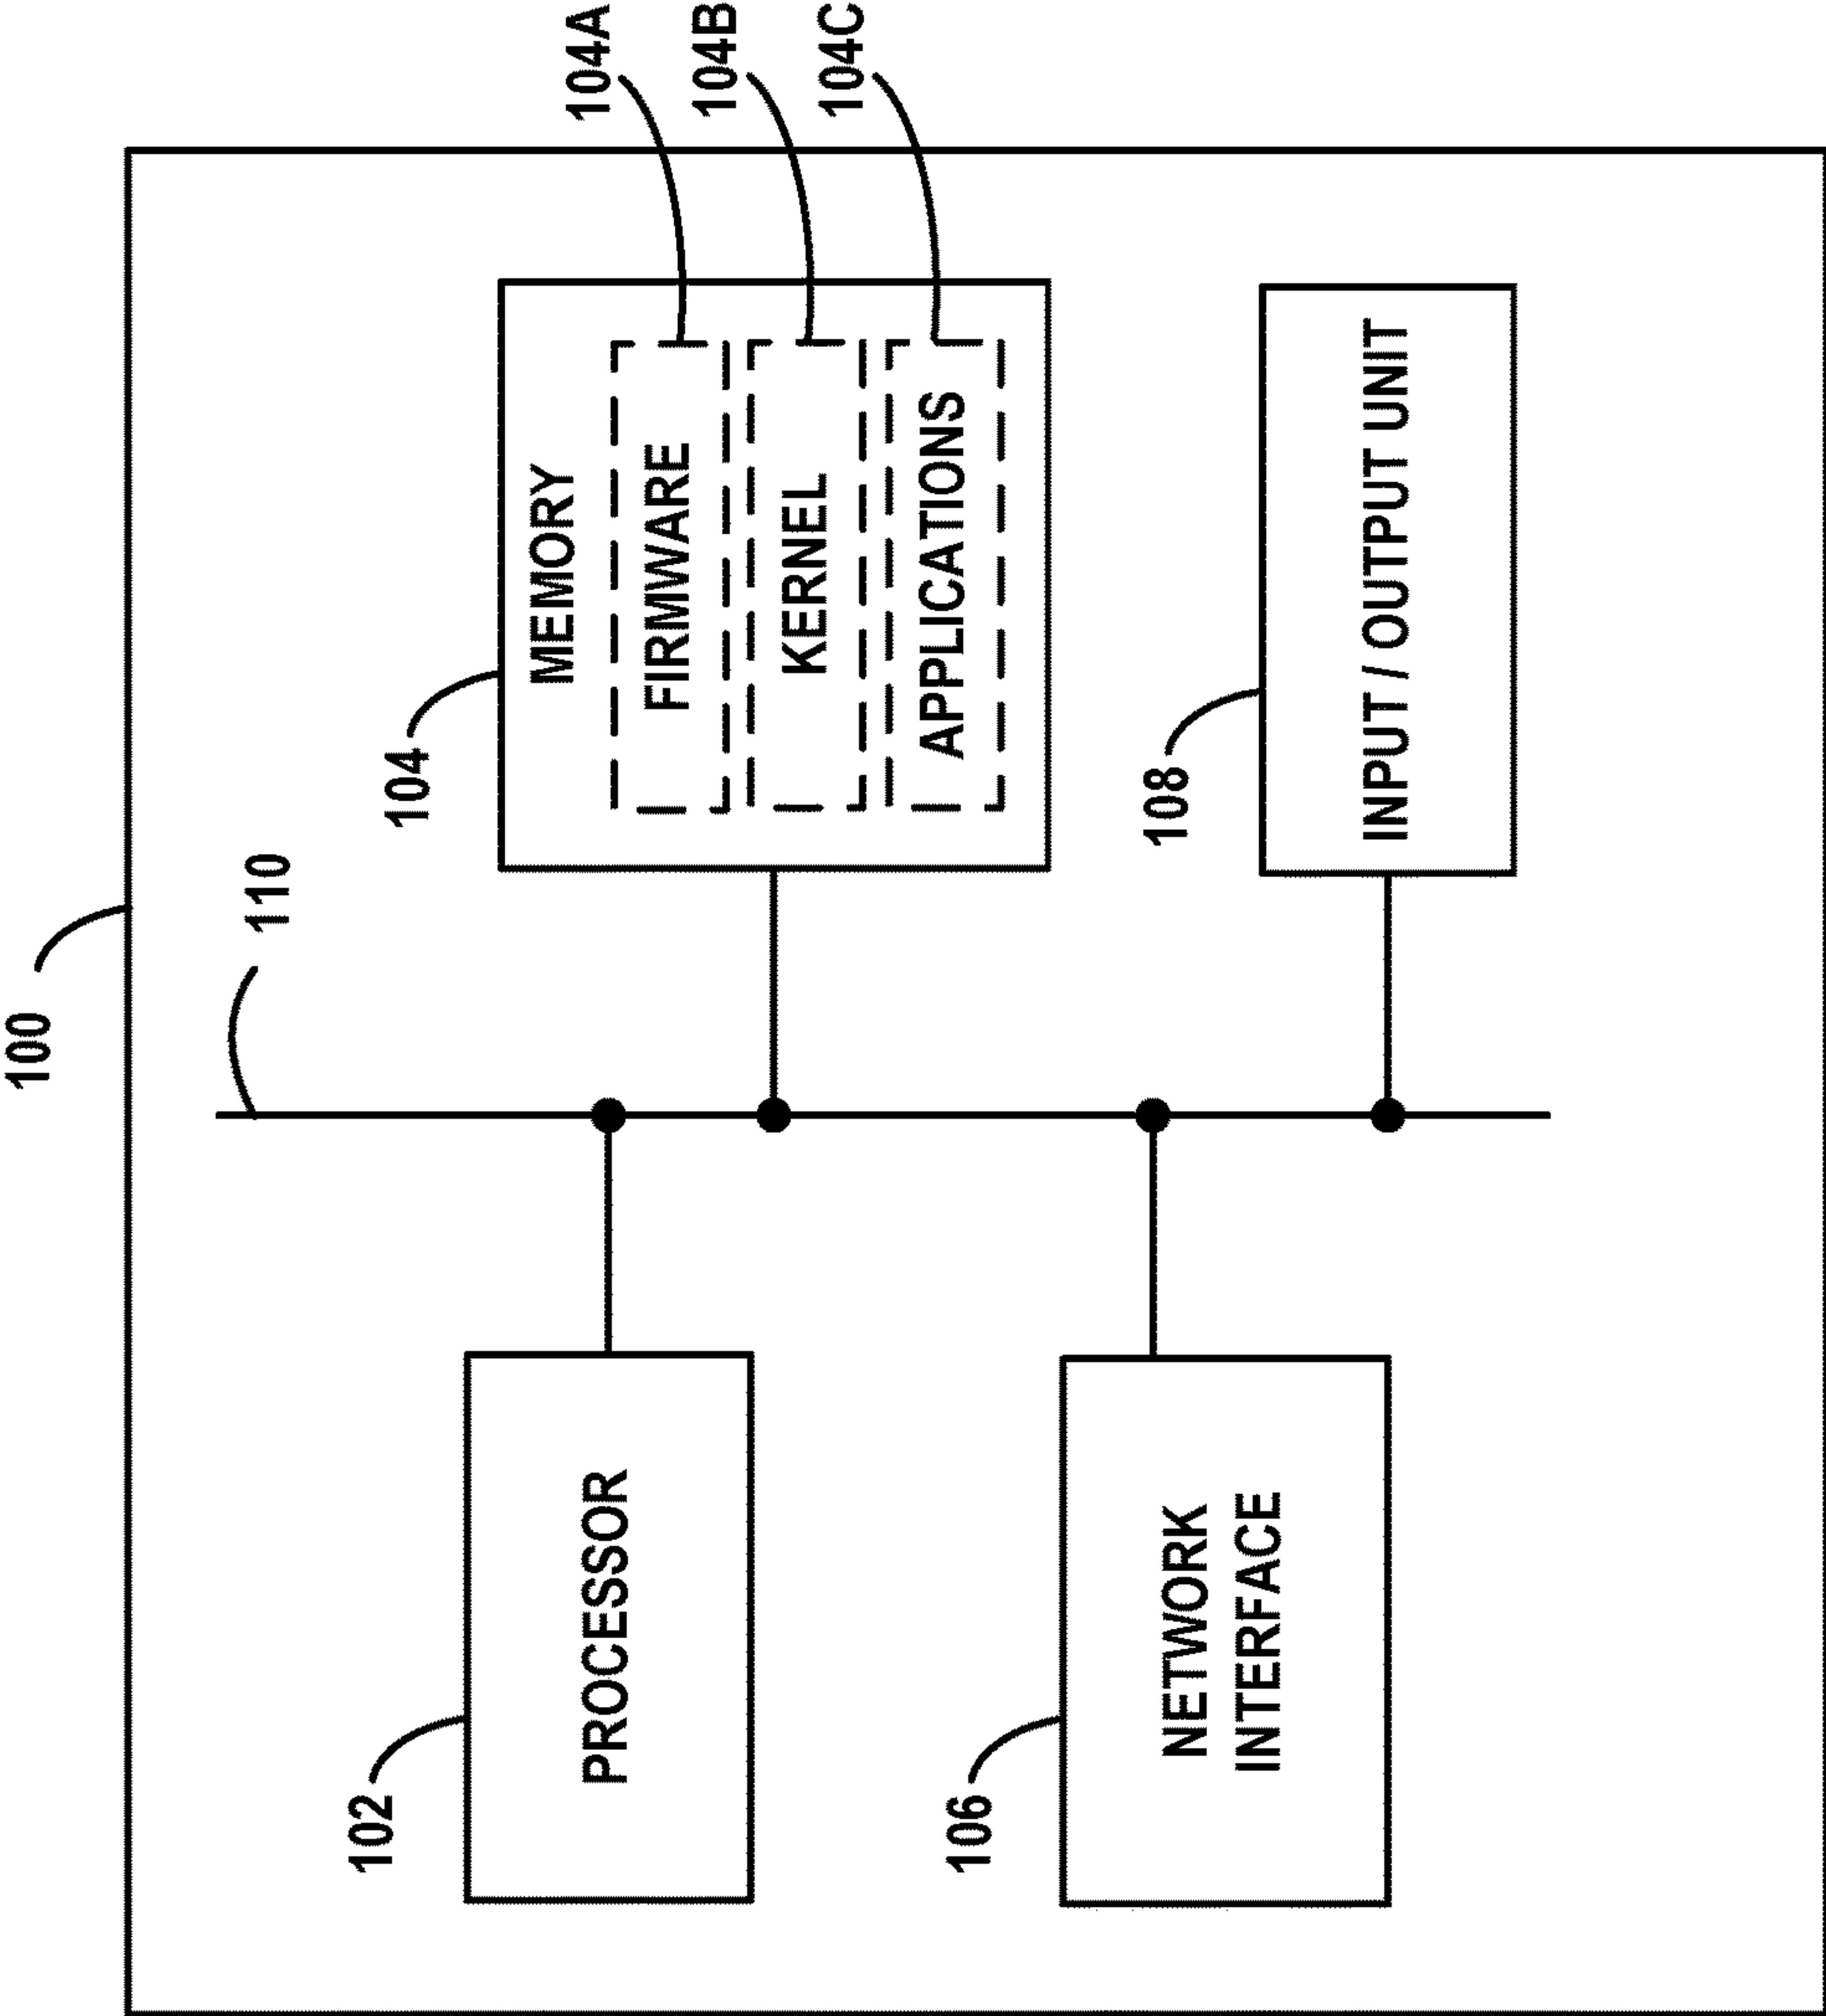 100
110
102
PROCESSOR
104
MEMORY
FIRMWARE
104A
KERNEL
104B
APPLICATIONS
104C
106
NETWORK
INTERFACE
108
INPUT / OUTPUT UNIT